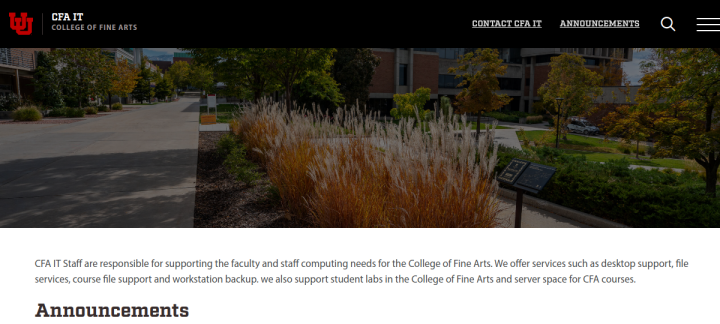 CFA IT
COLLEGE OF FINE ARTS
CONTACT CFA IT
ANNOUNCEMENTS
CFA IT Staff are responsible for supporting the faculty and staff computing needs for the College of Fine Arts. We offer services such as desktop support, file
services, course file support and workstation backup. we also support student labs in the College of Fine Arts and server space for CFA courses.
Announcements